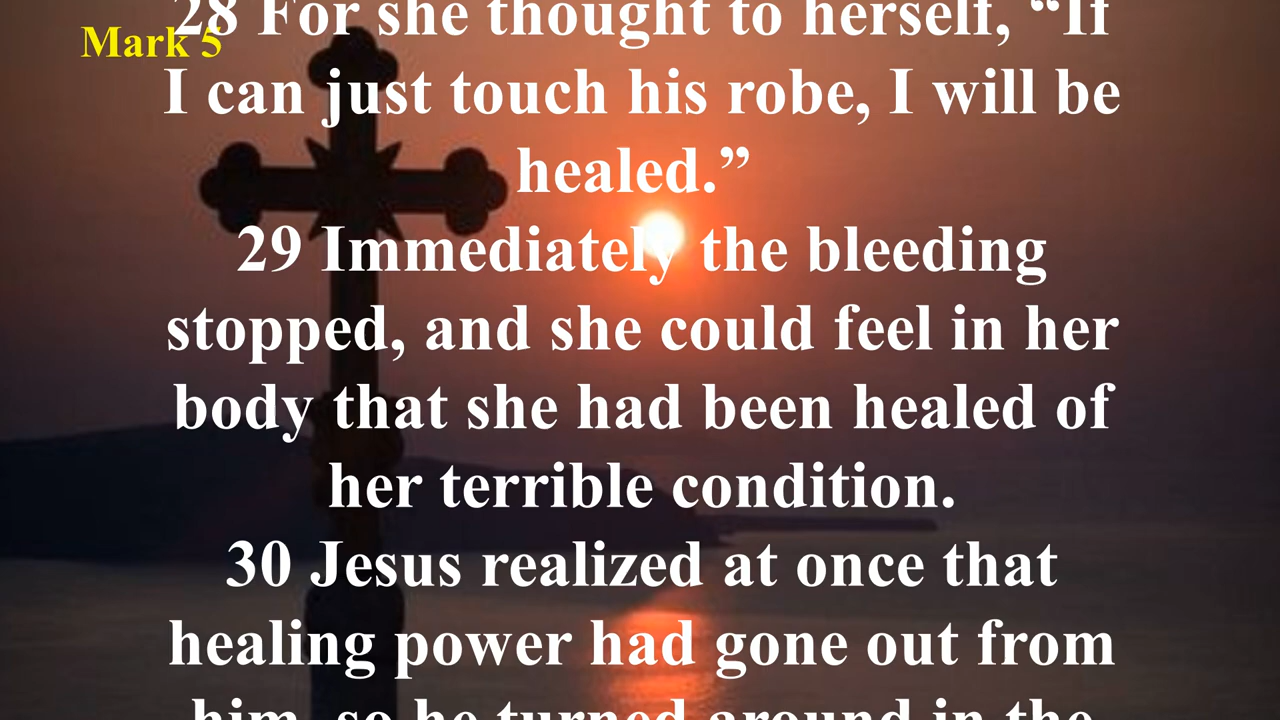 Mark 5
28 For she thought to herself, “If
I can just touch his robe, I will be
healed.”
29 Immediately the bleeding
stopped, and she could feel in her
body that she had been healed of
her terrible condition.
30 Jesus realized at once that
healing power had gone out from
him, so he turned around in the